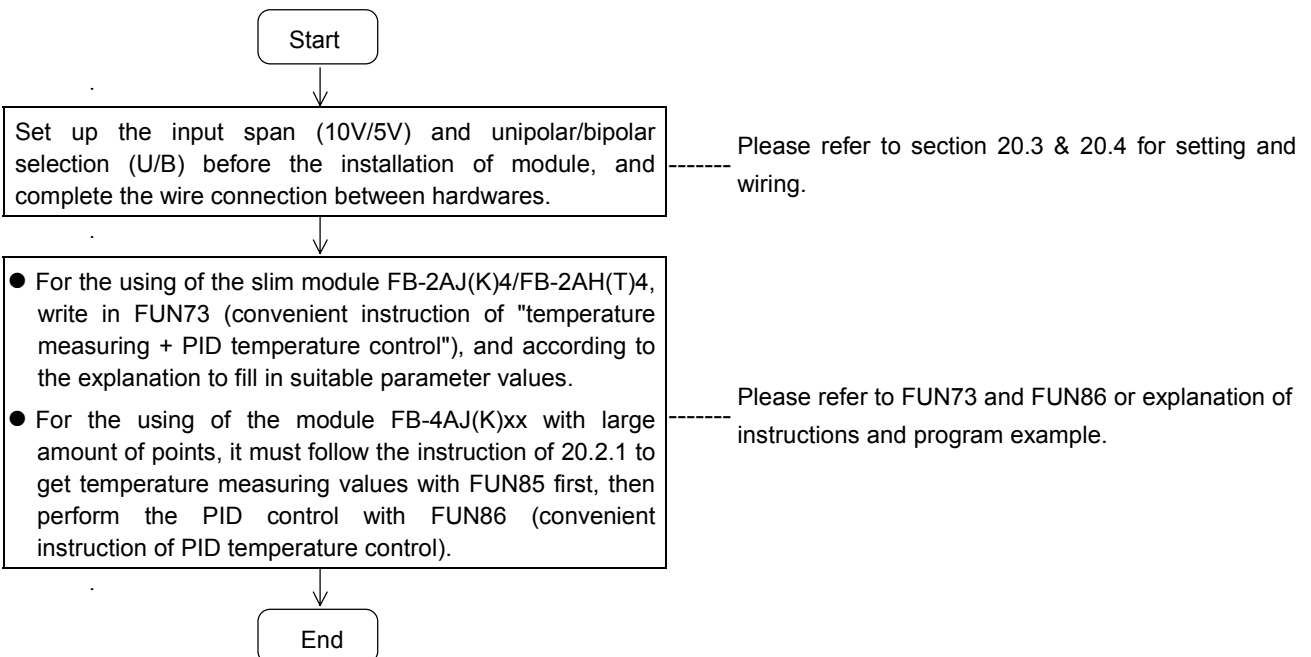 Start
Set up the input span (10V/5V) and unipolar/bipolar
selection (U/B) before the installation of module, and
complete the wire connection between hardwares.
------- Please refer to section 20.3 & 20.4 for setting and
wiring.
● For the using of the slim module FB-2AJ(K)4/FB-2AH(T)4,
write in FUN73 (convenient instruction of "temperature
measuring + PID temperature control"), and according to
the explanation to fill in suitable parameter values.
● For the using of the module FB-4AJ(K)xx with large
amount of points, it must follow the instruction of 20.2.1 to
get temperature measuring values with FUN85 first, then
perform the PID control with FUN86 (convenient
instruction of PID temperature control).
------- Please refer to FUN73 and FUN86 or explanation of
instructions and program example.
End